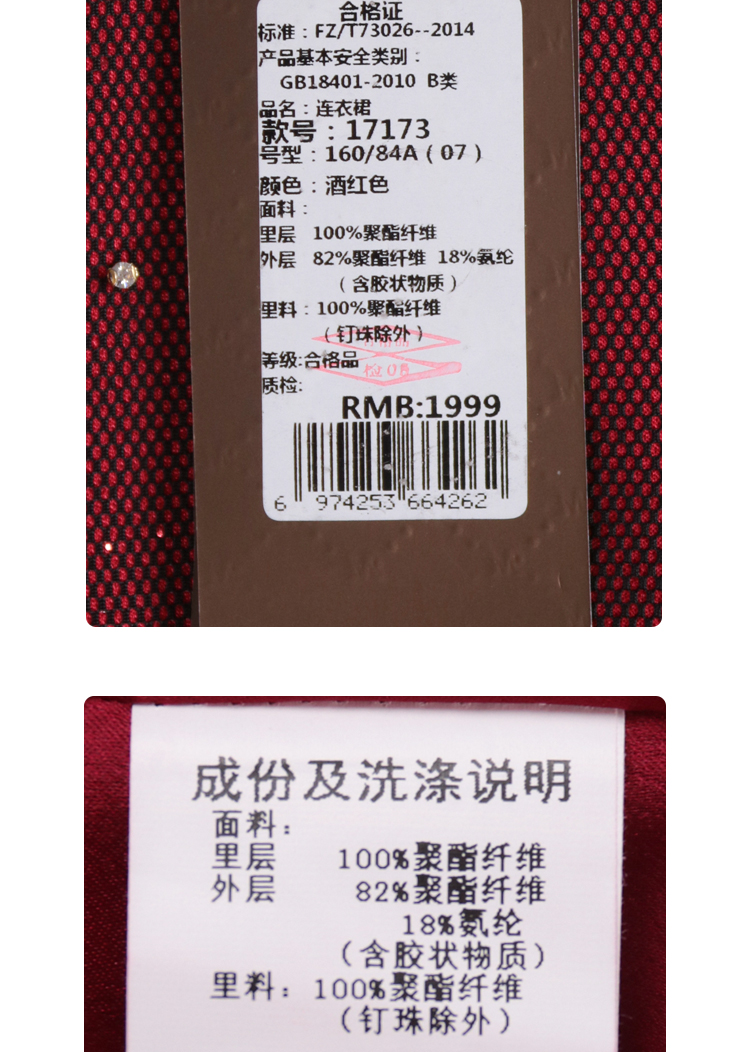 合格证
标准：FZ/T73026--2014
产品基本安全类别：
GB18401-2010 B类
品名：连衣裙
款号：17173
号型：160/84A（07）
颜色：酒红色
面料：
里层 100%聚酯纤维
外层 82%聚酯纤维 18%氨纶
（含胶状物质）
里料：100%聚酯纤维
（钉珠除外）
等级:合格品
质检:
检
RMB:1999
6 974253 664262
成份及洗涤说明
面料：
里层 100%聚酯纤维
外层 82%聚酯纤维
18%氨纶
（含胶状物质）
里料：100%聚酯纤维
（钉珠除外）